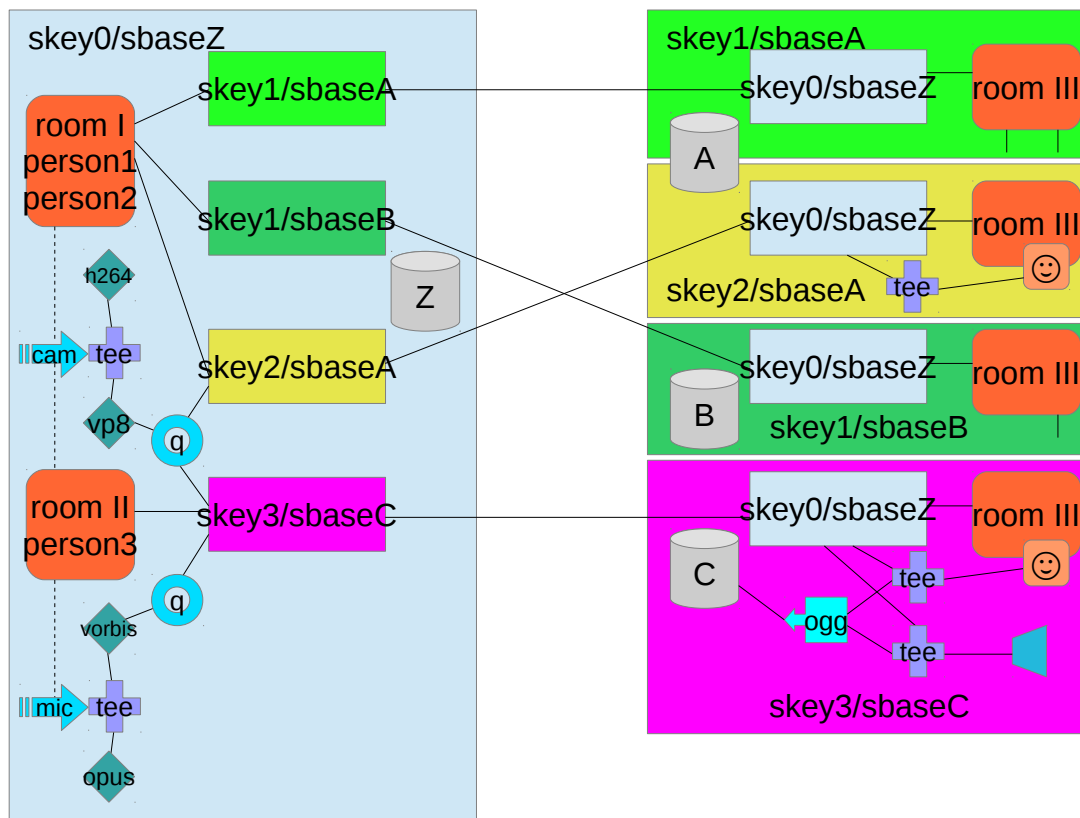 skey0/sbaseZ
skey1/sbaseA
room I
person1
person2
skey1/sbaseB
h264
Z
cam
tee
skey2/sbaseA
vp8
q
room II
person3
skey3/sbaseC
q
vorbis
mic
tee
opus
skey1/sbaseA
skey0/sbaseZ
room III
A
skey0/sbaseZ
room III
skey2/sbaseA
tee
skey0/sbaseZ
room III
B
skey1/sbaseB
skey0/sbaseZ
room III
C
tee
ogg
tee
skey3/sbaseC